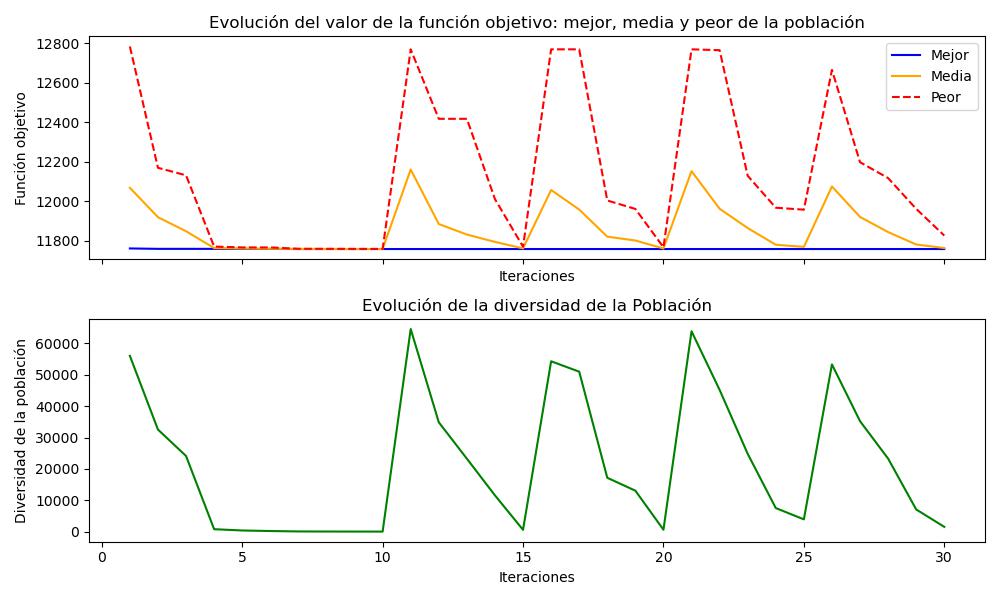 Evolución del valor de la función objetivo: mejor, media y peor de la población
12800
12600
12400
12200
12000
11800
Función objetivo
Mejor
Media
Peor
Iteraciones
Evolución de la diversidad de la Población
60000
50000
40000
30000
20000
10000
0
Diversidad de la población
0 5 10 15 20 25 30
Iteraciones